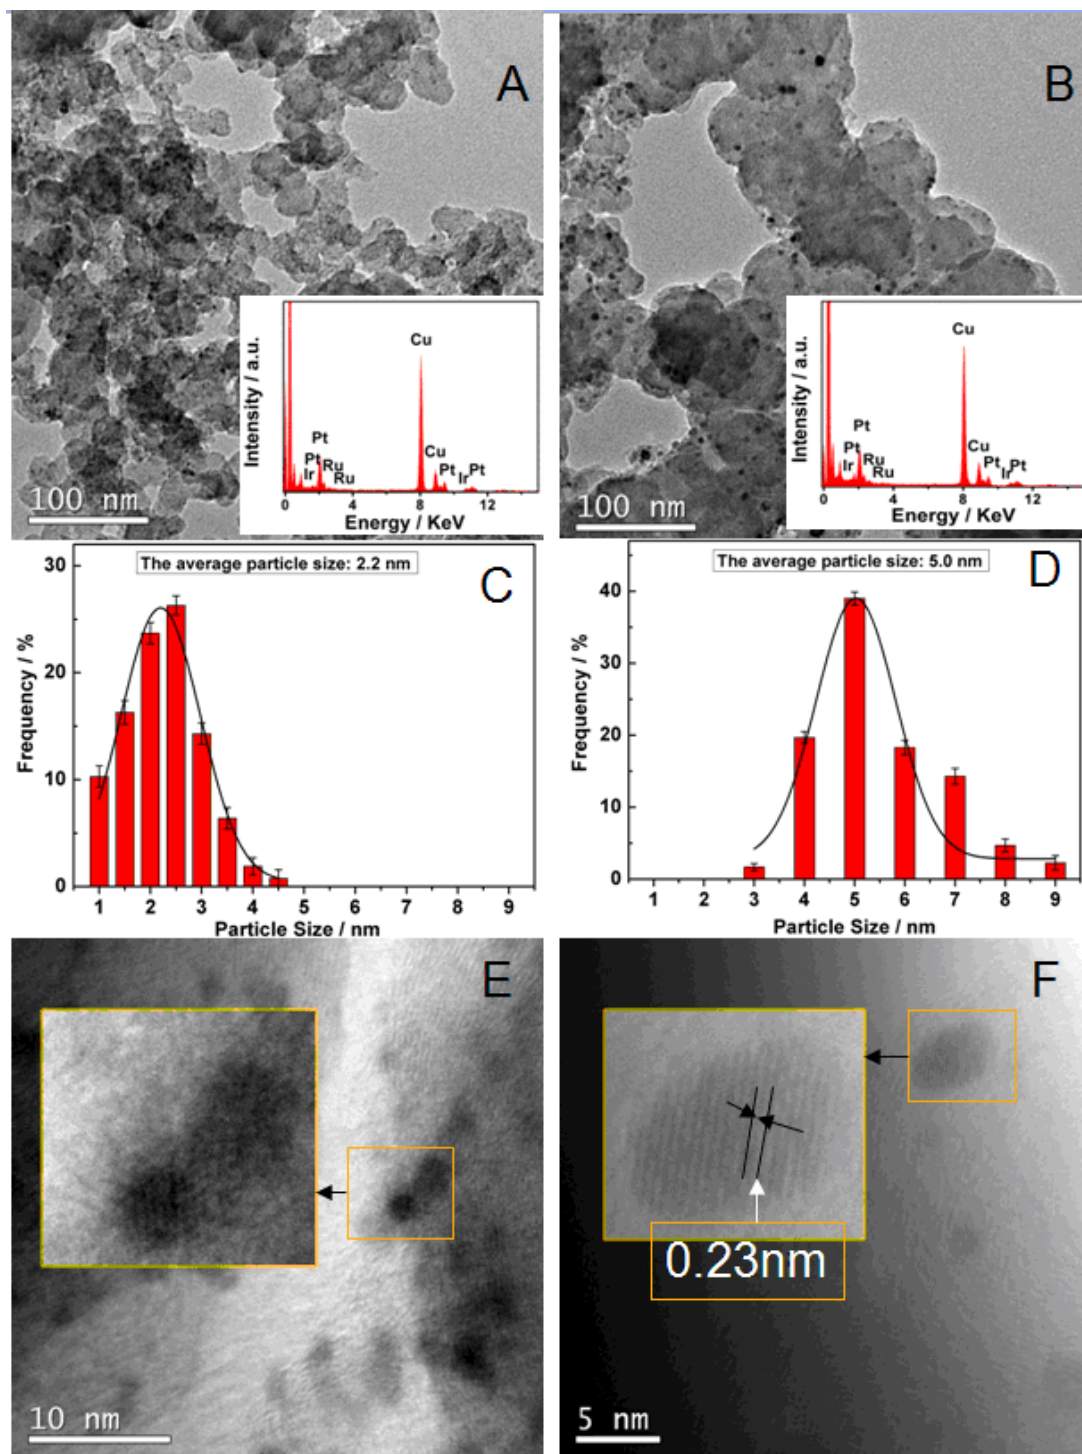 A
Intensity / a.u.
Cu
Pt
Pt
Ir
Ru
Ru
Cu
Pt
Ir
Pt
0
4
8
12
Energy / KeV
100 nm
B
Intensity / a.u.
Cu
Pt
Pt
Ir
Ru
Ru
Cu
Pt
Ir
Pt
0
4
8
12
Energy / KeV
100 nm
C
The average particle size: 2.2 nm
Frequency / %
30
20
10
0
1 2 3 4 5 6 7 8 9
Particle Size / nm
D
The average particle size: 5.0 nm
Frequency / %
40
30
20
10
0
1 2 3 4 5 6 7 8 9
Particle Size / nm
E
10 nm
F
0.23nm
5 nm